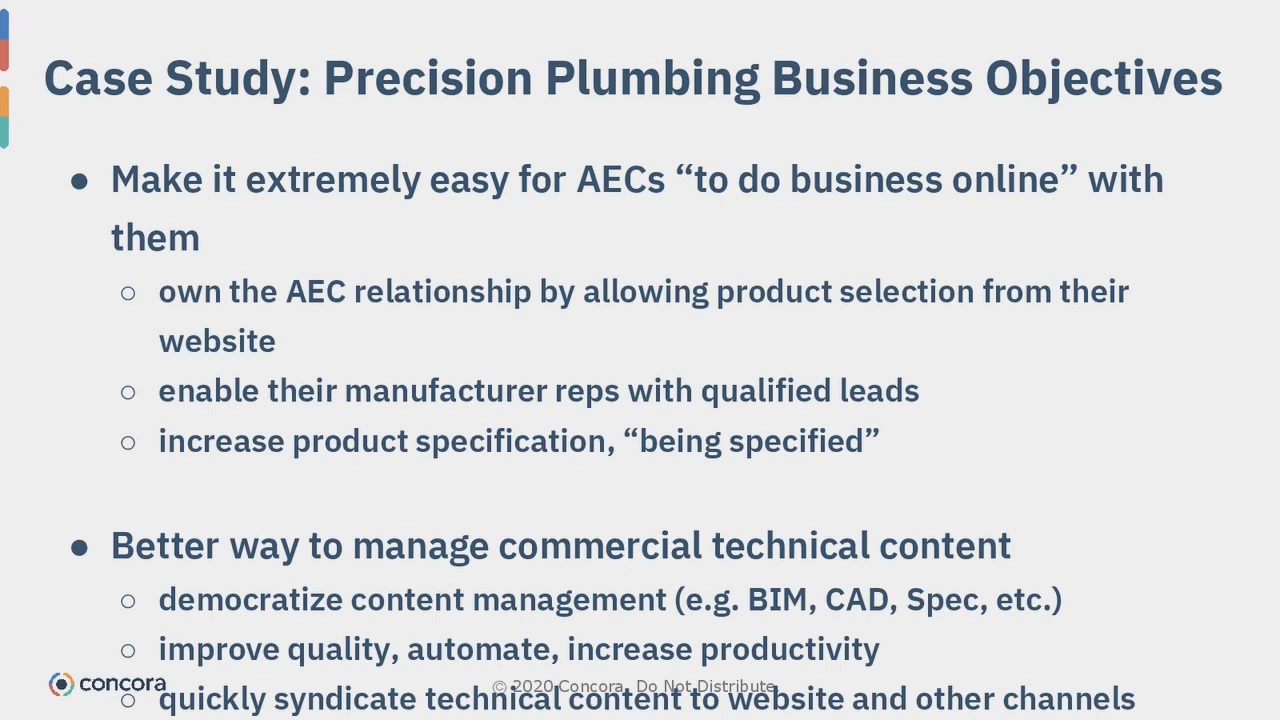 Case Study: Precision Plumbing Business Objectives
● Make it extremely easy for AECs “to do business online” with
them
○ own the AEC relationship by allowing product selection from their
website
○ enable their manufacturer reps with qualified leads
○ increase product specification, “being specified”
● Better way to manage commercial technical content
○ democratize content management (e.g. BIM, CAD, Spec, etc.)
○ improve quality, automate, increase productivity
○ quickly syndicate technical content to website and other channels
concora
© 2020 Concora. Do Not Distribute.